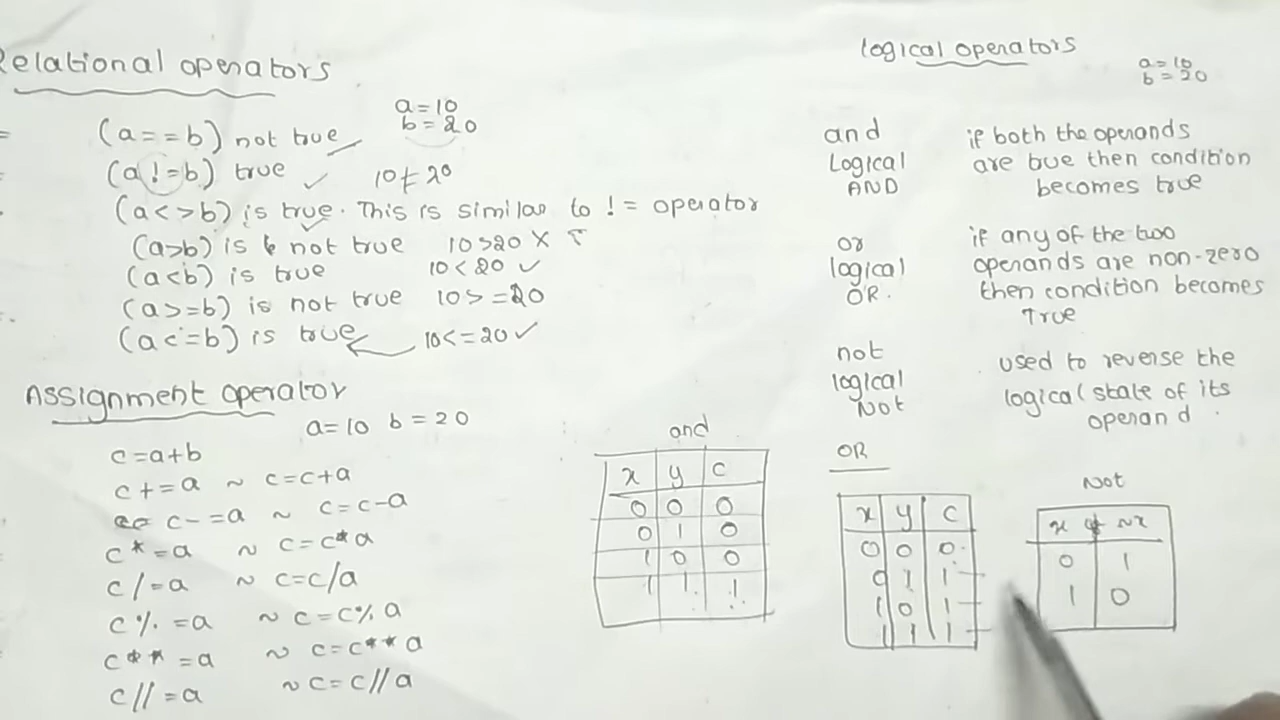 Relational operators
a=10
b=20
(a==b) not true
(a!=b) true 10≠20
(a<>b) is true. This is similar to != operator
(a>b) is not true 10>20 ×
(a<b) is true 10<20 ✓
(a>=b) is not true 10>=20
(a<=b) is true 10<=20 ✓
Assignment operator
a=10 b=20
c=a+b
c+=a ~ c=c+a
c-=a ~ c=c-a
c*=a ~ c=c*a
c/=a ~ c=c/a
c%=a ~ c=c%a
c**=a ~ c=c**a
c//=a ~ c=c//a
logical operators
a=10
b=20
and
Logical
AND
if both the operands
are true then condition
becomes true
or
logical
OR.
if any of the two
operands are non-zero
then condition becomes
True
not
logical
Not
used to reverse the
logical state of its
operand.
and
x y c
0 0 0
0 1 0
1 0 0
1 1 1
OR
x y c
0 0 0
0 1 1
1 0 1
1 1 1
Not
x Nx
0 1
1 0